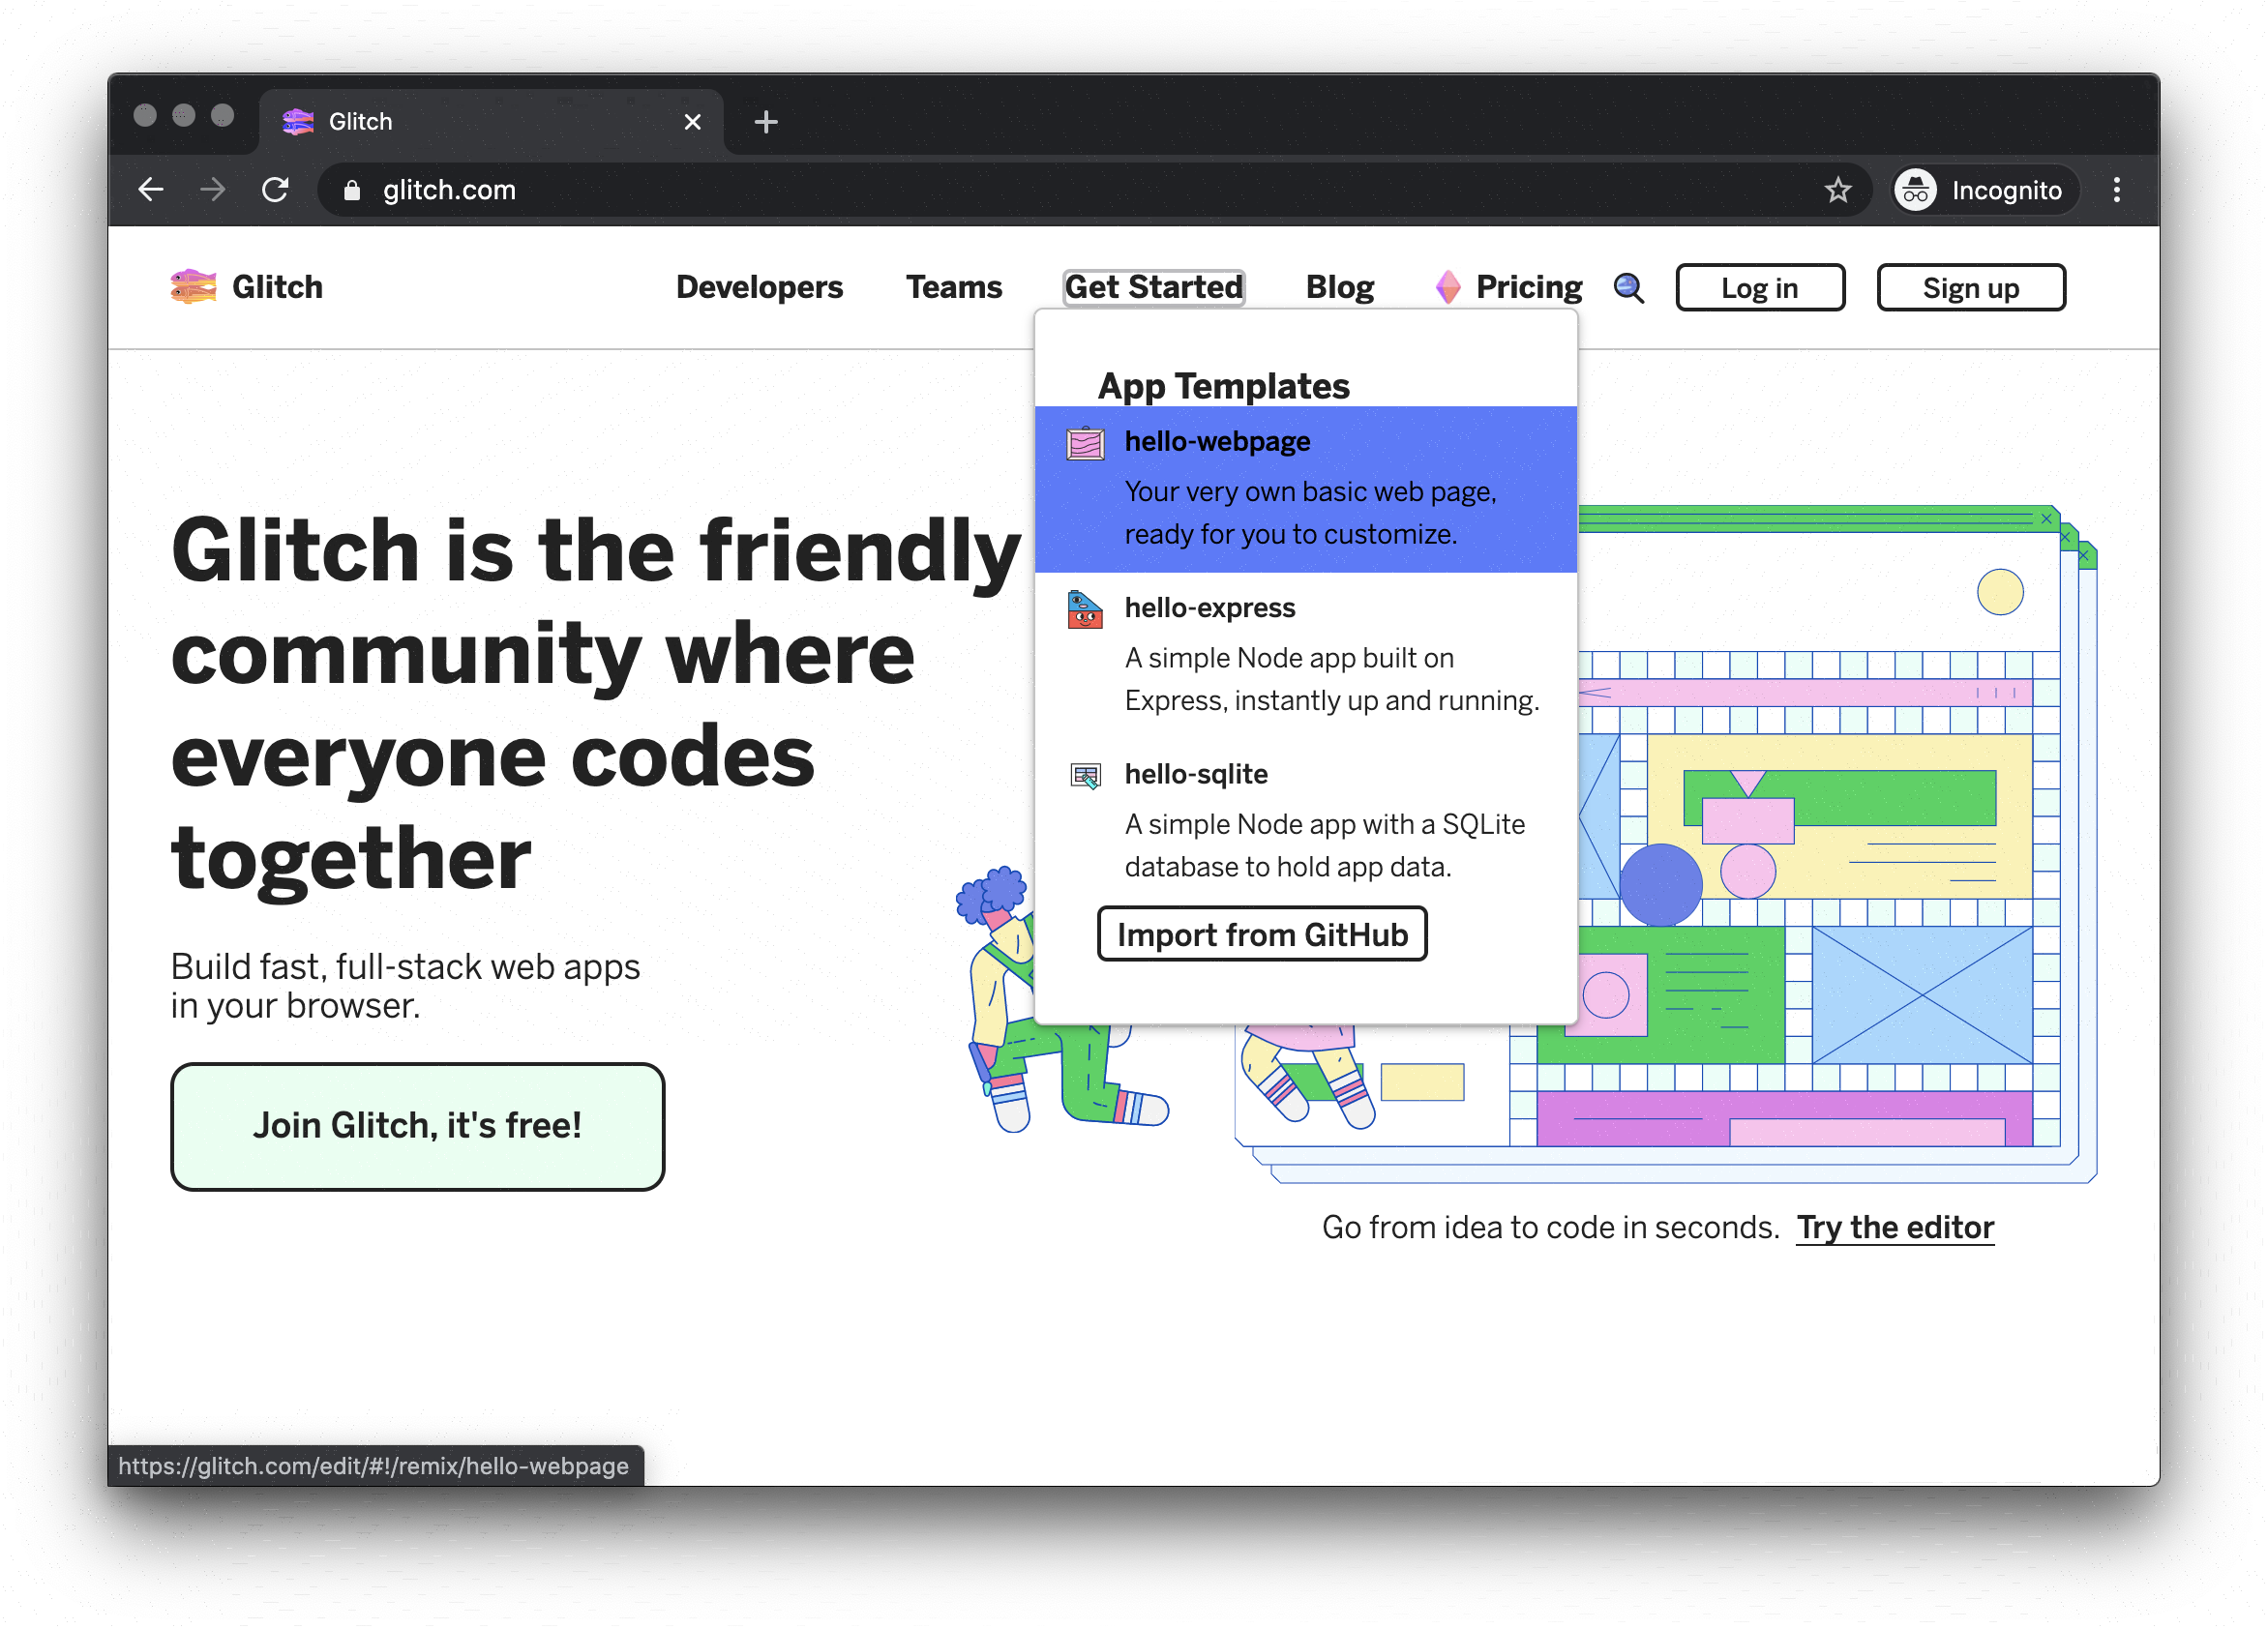 Glitch
glitch.com
Incognito
Glitch
Developers
Teams
Get Started
Blog
Pricing
Log in
Sign up
App Templates
hello-webpage
Your very own basic web page,
ready for you to customize.
hello-express
A simple Node app built on
Express, instantly up and running.
hello-sqlite
A simple Node app with a SQLite
database to hold app data.
Import from GitHub
Glitch is the friendly
community where
everyone codes
together
Build fast, full-stack web apps
in your browser.
Join Glitch, it's free!
Go from idea to code in seconds. Try the editor
https://glitch.com/edit/#!/remix/hello-webpage